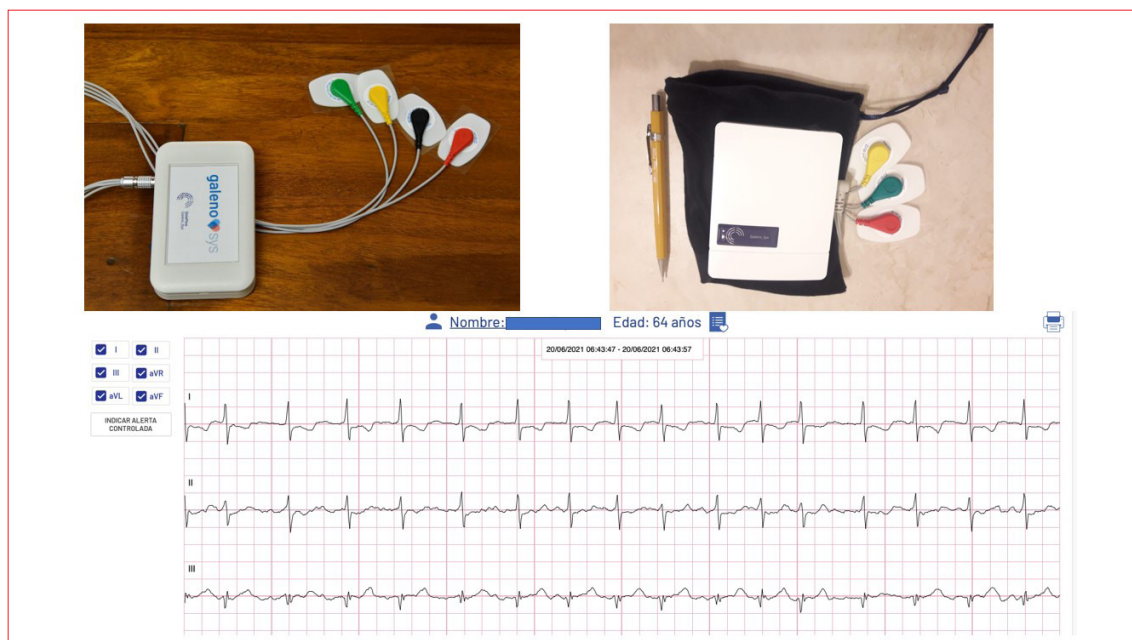 galeno sys
Nombre:
Edad: 64 años
I
II
III
aVR
aVL
aVF
INDICAR ALERTA
CONTROLADA
20/06/2021 06:43:47 - 20/06/2021 06:43:57
I
II
III